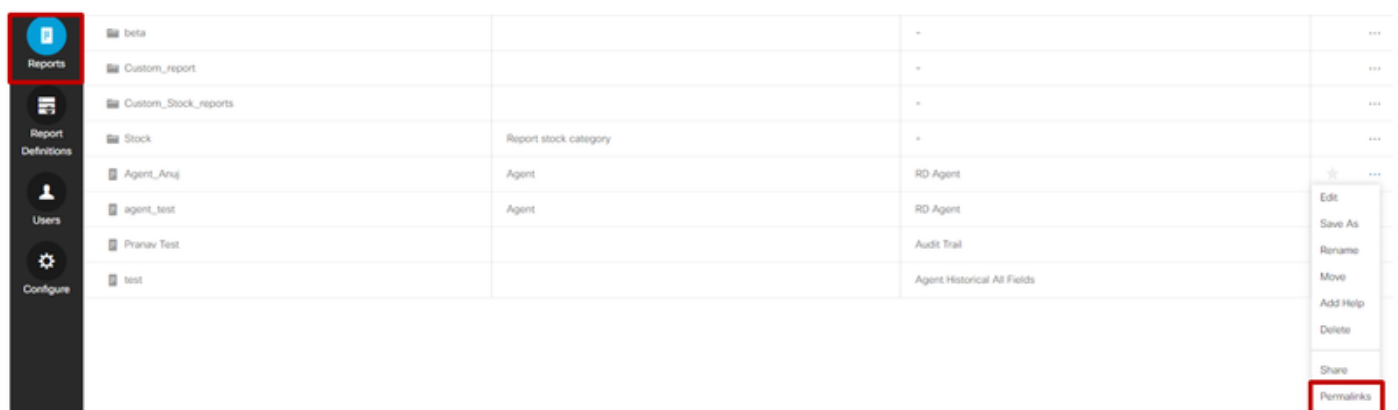 Reports
Report
Definitions
Users
Configure
beta -
Custom_report -
Custom_Stock_reports -
Stock Report stock category -
Agent_Anuj Agent RD Agent
agent_test Agent RD Agent
Pranav Test Audit Trail
test Agent Historical All Fields
Edit
Save As
Rename
Move
Add Help
Delete
Share
Permalinks